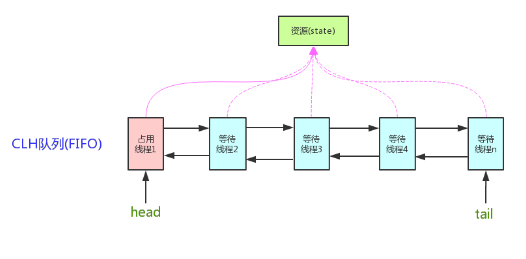 资源(state)
CLH队列(FIFO)
占用
线程1
等待
线程2
等待
线程3
等待
线程4
等待
线程n
head
tail